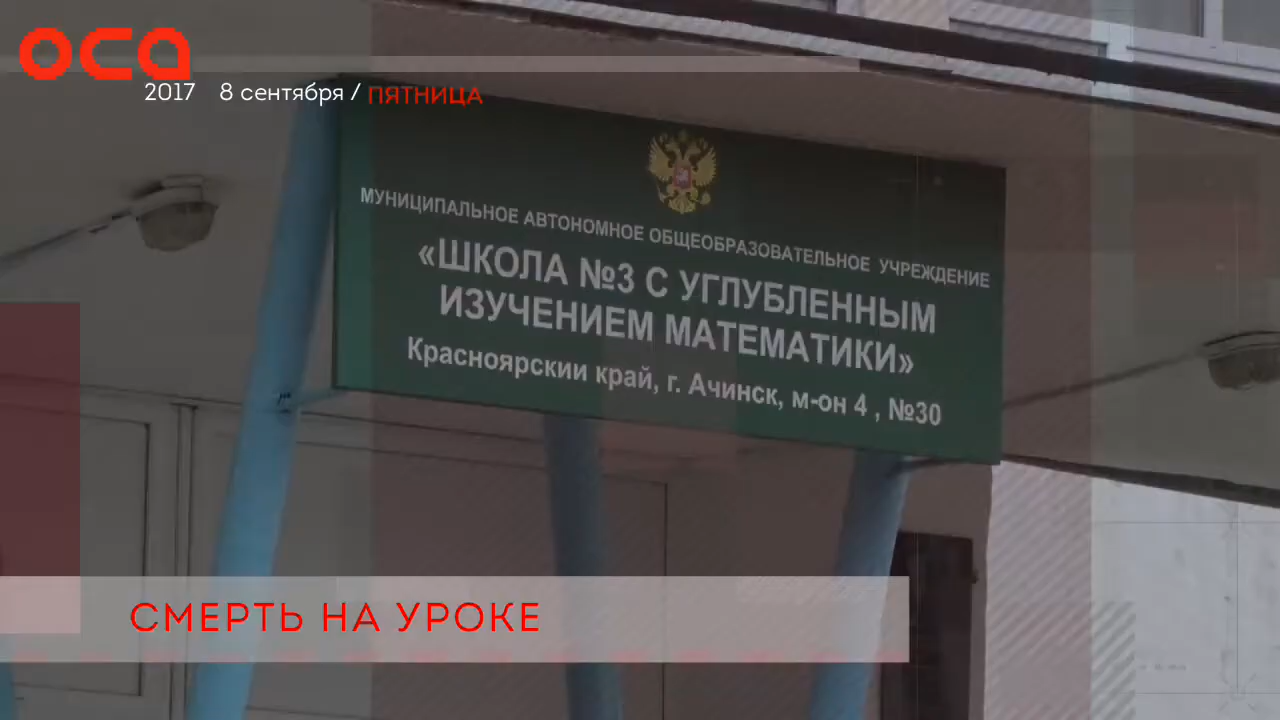 оса
2017 8 сентября / ПЯТНИЦА
МУНИЦИПАЛЬНОЕ АВТОНОМНОЕ ОБЩЕОБРАЗОВАТЕЛЬНОЕ УЧРЕЖДЕНИЕ
«ШКОЛА №3 С УГЛУБЛЕННЫМ
ИЗУЧЕНИЕМ МАТЕМАТИКИ»
Красноярскии край, г. Ачинск, м-он 4 , №30
СМЕРТЬ НА УРОКЕ